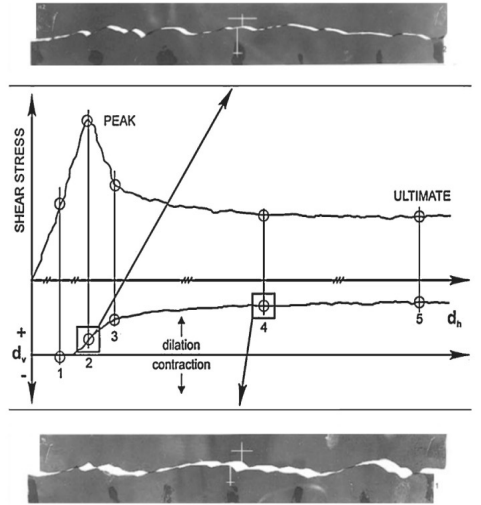 PEAK
SHEAR STRESS
ULTIMATE
+
dv
-
1
2
3
dilation
contraction
4
5
dh